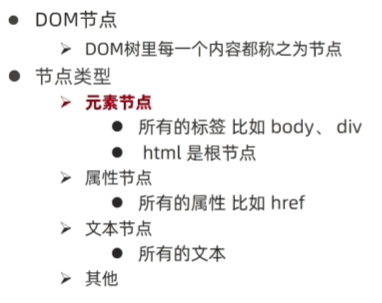 DOM节点
DOM树里每一个内容都称之为节点
节点类型
元素节点
所有的标签 比如 body、 div
html 是根节点
属性节点
所有的属性 比如 href
文本节点
所有的文本
其他